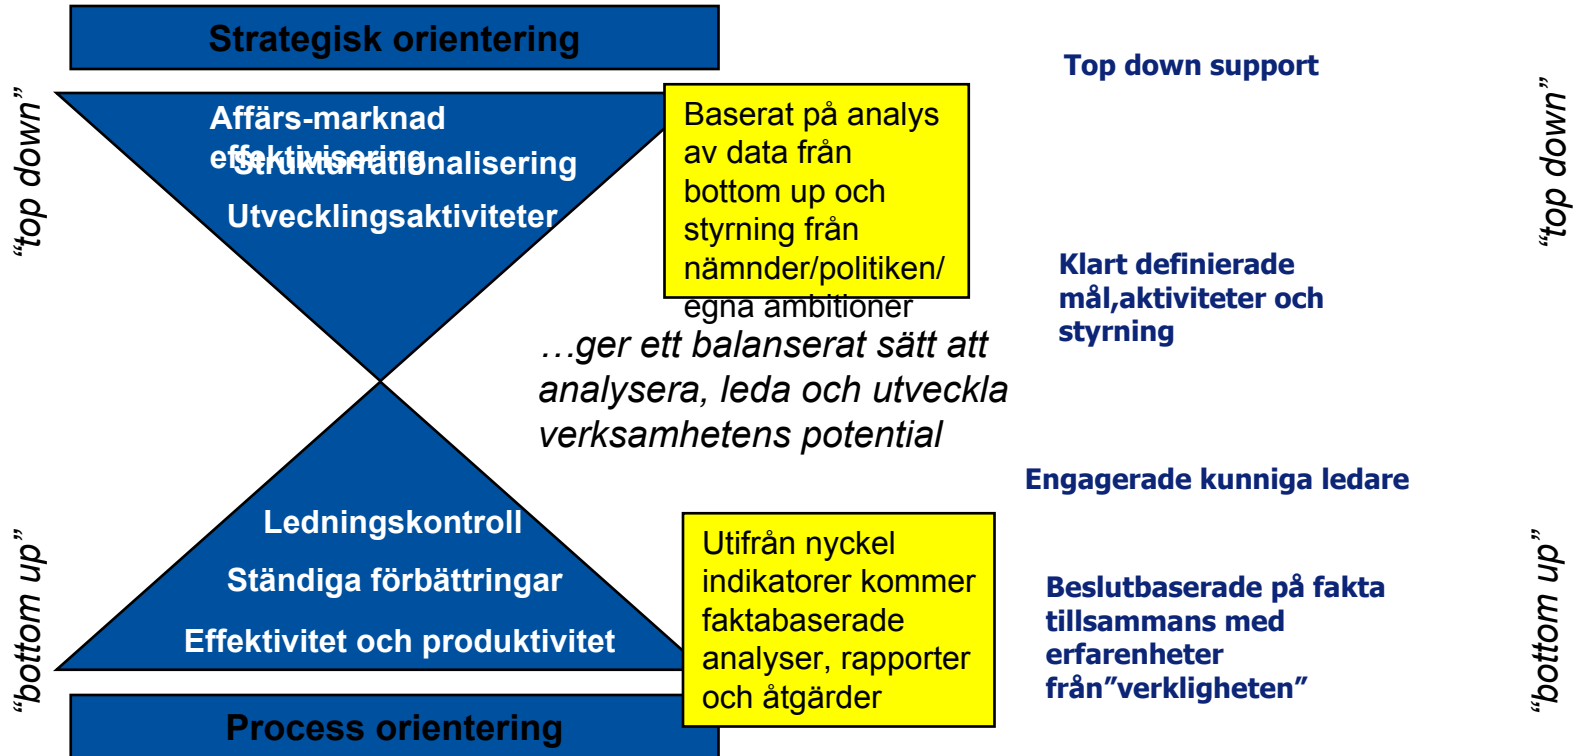 Strategisk orientering
“top down”
Affärs-marknad
effektivisering
Strukturrationalisering
Utvecklingsaktiviteter
Baserat på analys
av data från
bottom up och
styrning från
nämnder/politiken/
egna ambitioner
Top down support
“top down”
Klart definierade
mål,aktiviteter och
styrning
…ger ett balanserat sätt att
analysera, leda och utveckla
verksamhetens potential
Engagerade kunniga ledare
“bottom up”
Ledningskontroll
Ständiga förbättringar
Effektivitet och produktivitet
Utifrån nyckel
indikatorer kommer
faktabaserade
analyser, rapporter
och åtgärder
Beslutbaserade på fakta
tillsammans med
erfarenheter
från”verkligheten”
“bottom up”
Process orientering